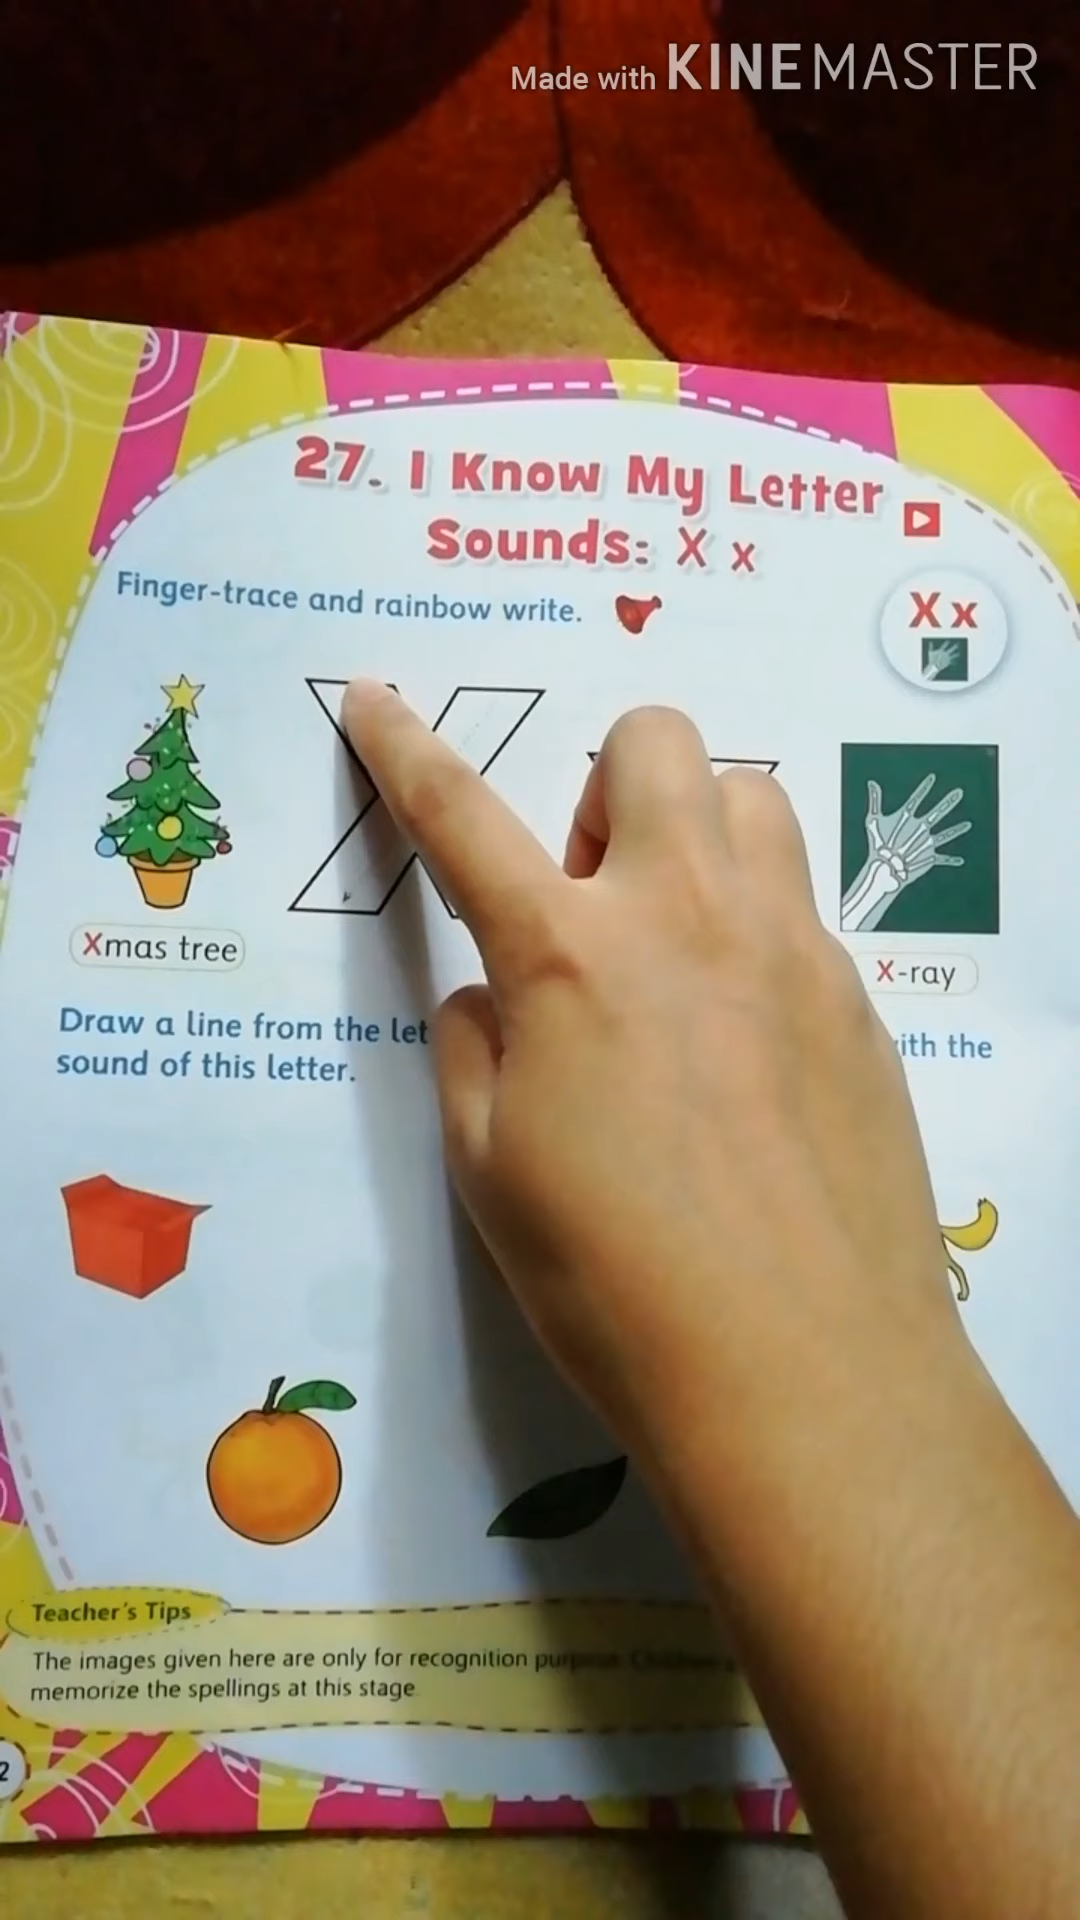 Made with KINEMASTER
27. I Know My Letter
Sounds: X x
Finger-trace and rainbow write.
X x
Xmas tree
X-ray
Draw a line from the let ith the
sound of this letter.
Teacher's Tips
The images given here are only for recognition
memorize the spellings at this stage
2